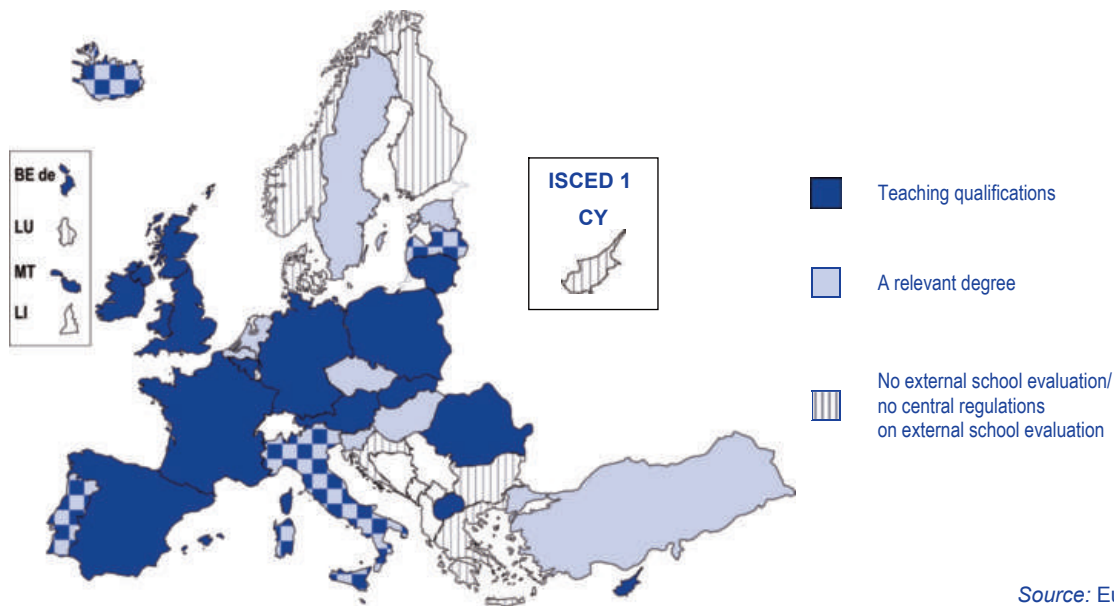 BE de
LU
MT
LI
ISCED 1
CY
Teaching qualifications
A relevant degree
No external school evaluation/
no central regulations
on external school evaluation
Source: Eu